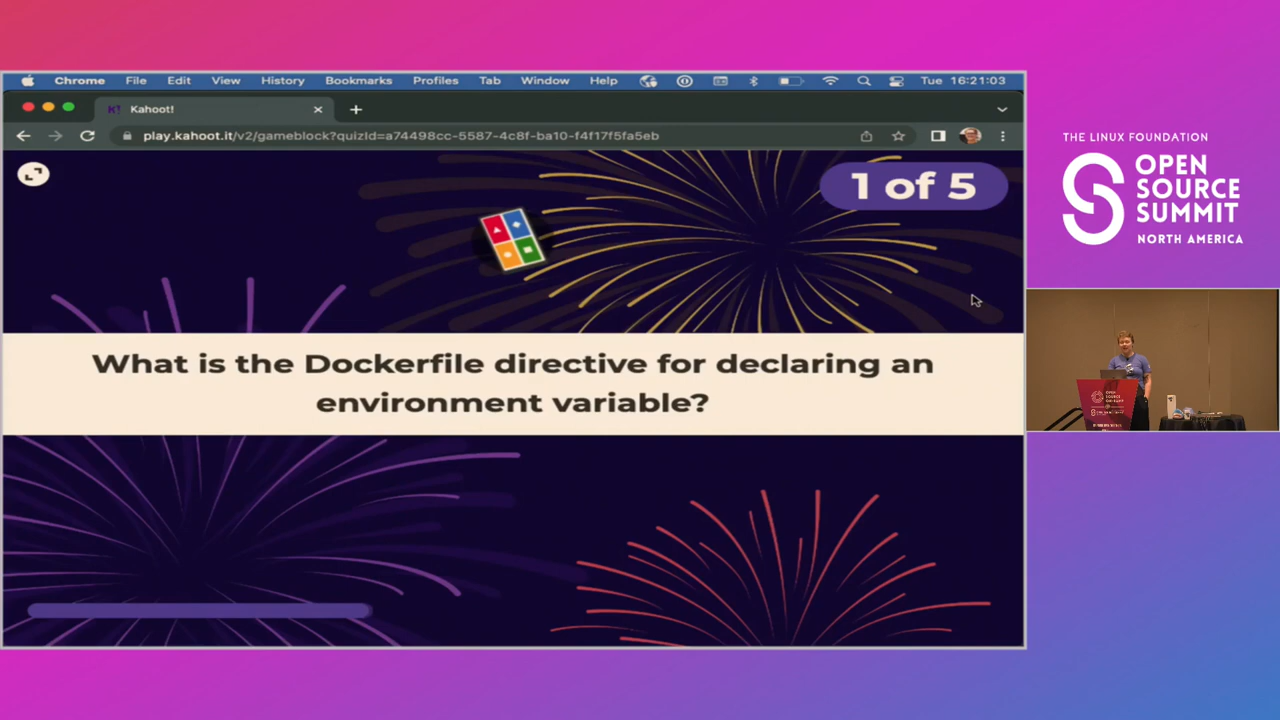 Chrome File Edit View History Bookmarks Profiles Tab Window Help Tue 16:21:03
Kahoot!
play.kahoot.it/v2/gameblock?quizId=a74498cc-5587-4c8f-ba10-f4f17f5fa5eb
1 of 5
What is the Dockerfile directive for declaring an
environment variable?
THE LINUX FOUNDATION
OPEN
SOURCE
SUMMIT
NORTH AMERICA